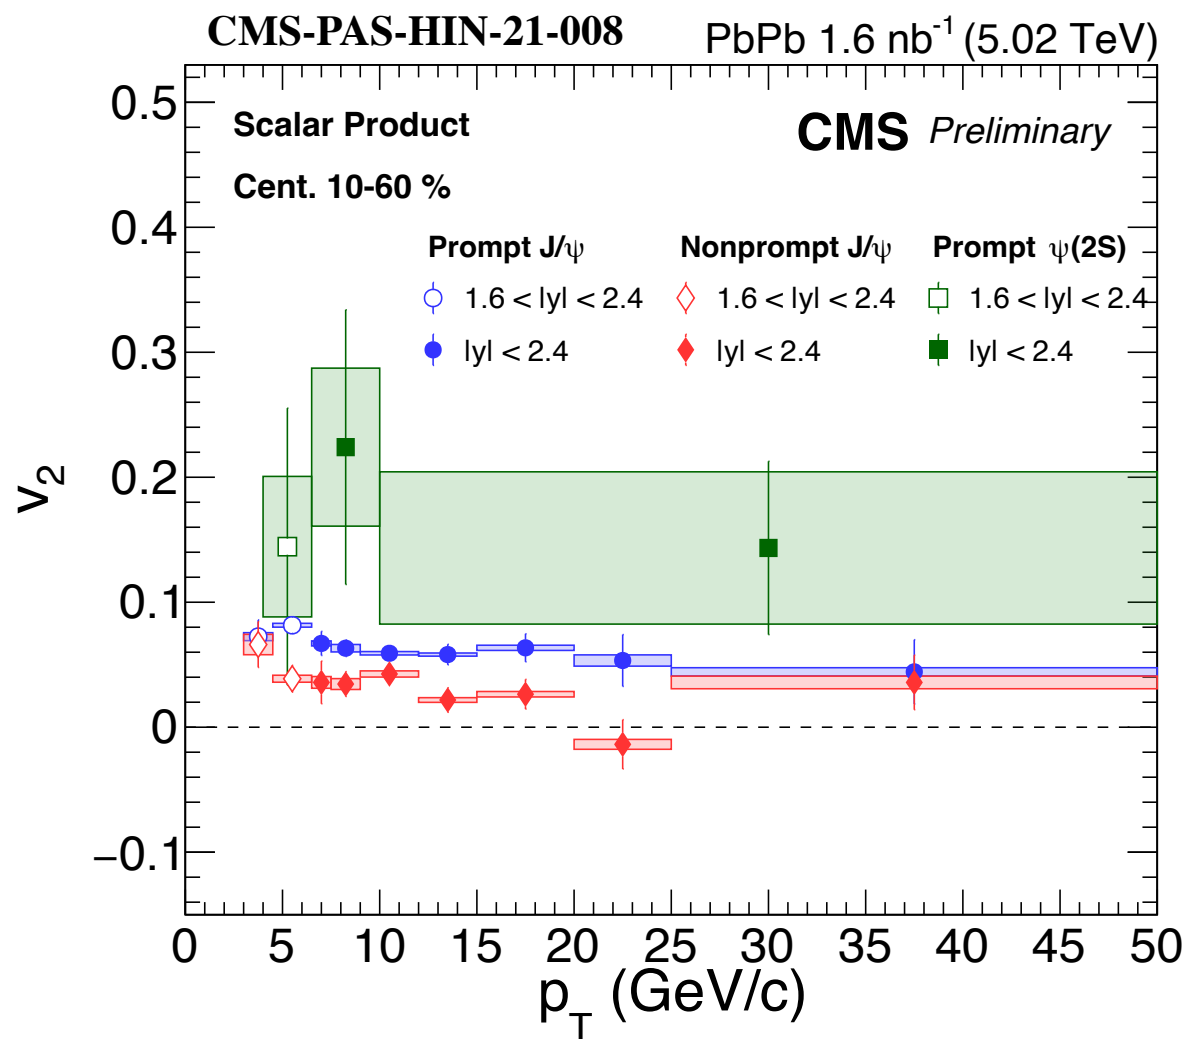 CMS-PAS-HIN-21-008 PbPb 1.6 nb⁻¹ (5.02 TeV)
Scalar Product CMS Preliminary
Cent. 10-60 %
Prompt J/ψ Nonprompt J/ψ Prompt ψ(2S)
1.6 < |y| < 2.4 1.6 < |y| < 2.4 1.6 < |y| < 2.4
|y| < 2.4 |y| < 2.4 |y| < 2.4
v₂
0.5
0.4
0.3
0.2
0.1
0
−0.1
0 5 10 15 20 25 30 35 40 45 50
p_T (GeV/c)